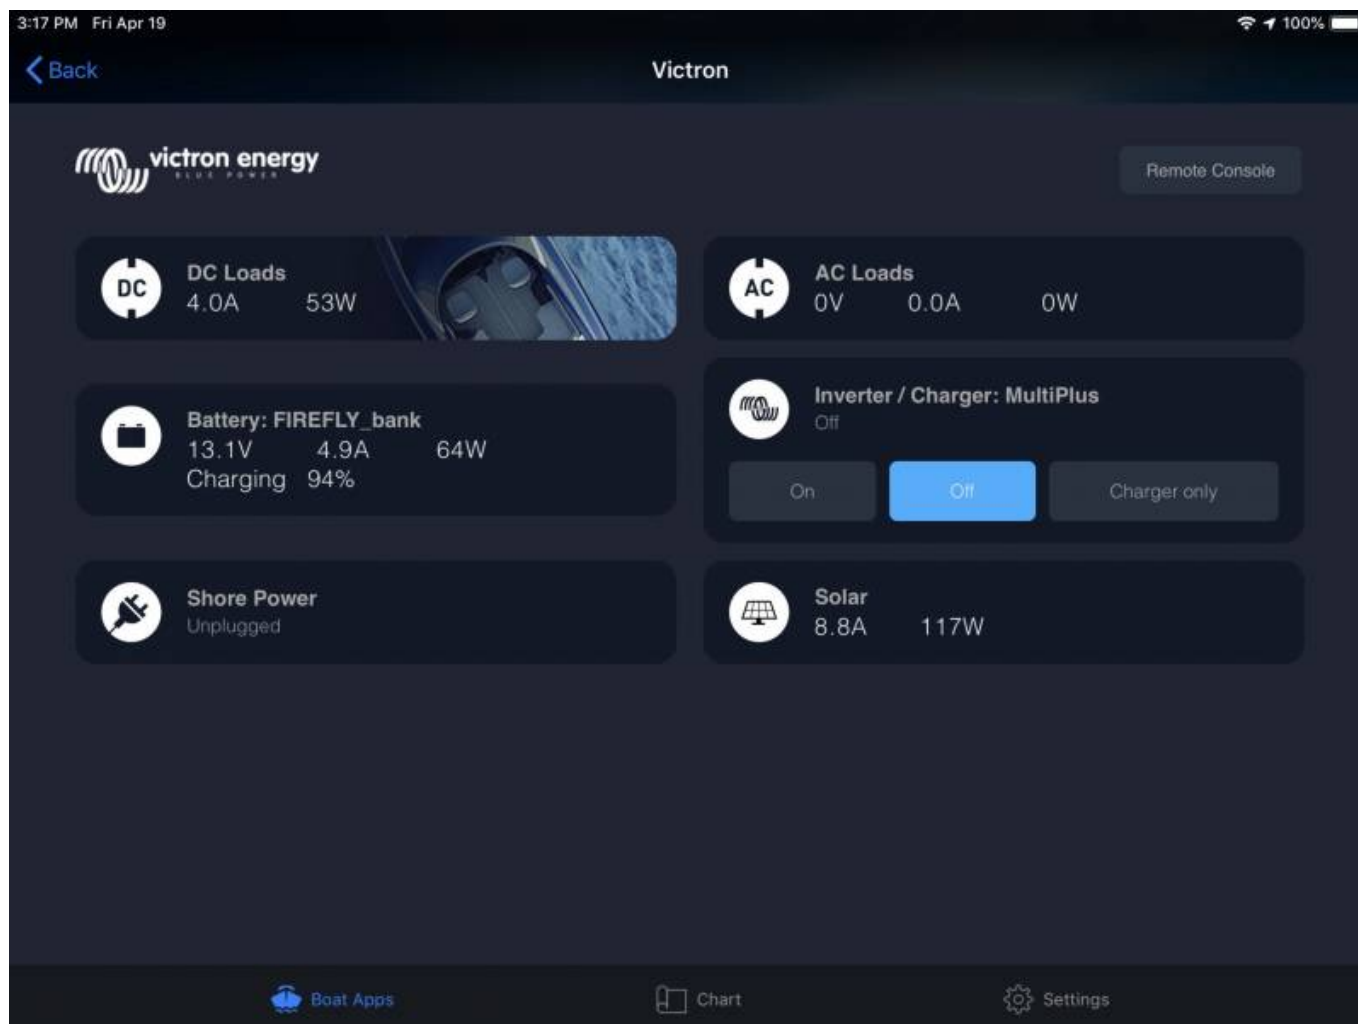 3:17 PM Fri Apr 19
100%
Back
Victron
victron energy
BLUE POWER
Remote Console
DC
DC Loads
4.0A 53W
AC
AC Loads
0V 0.0A 0W
Battery: FIREFLY_bank
13.1V 4.9A 64W
Charging 94%
Inverter / Charger: MultiPlus
Off
On Off Charger only
Shore Power
Unplugged
Solar
8.8A 117W
Boat Apps Chart Settings